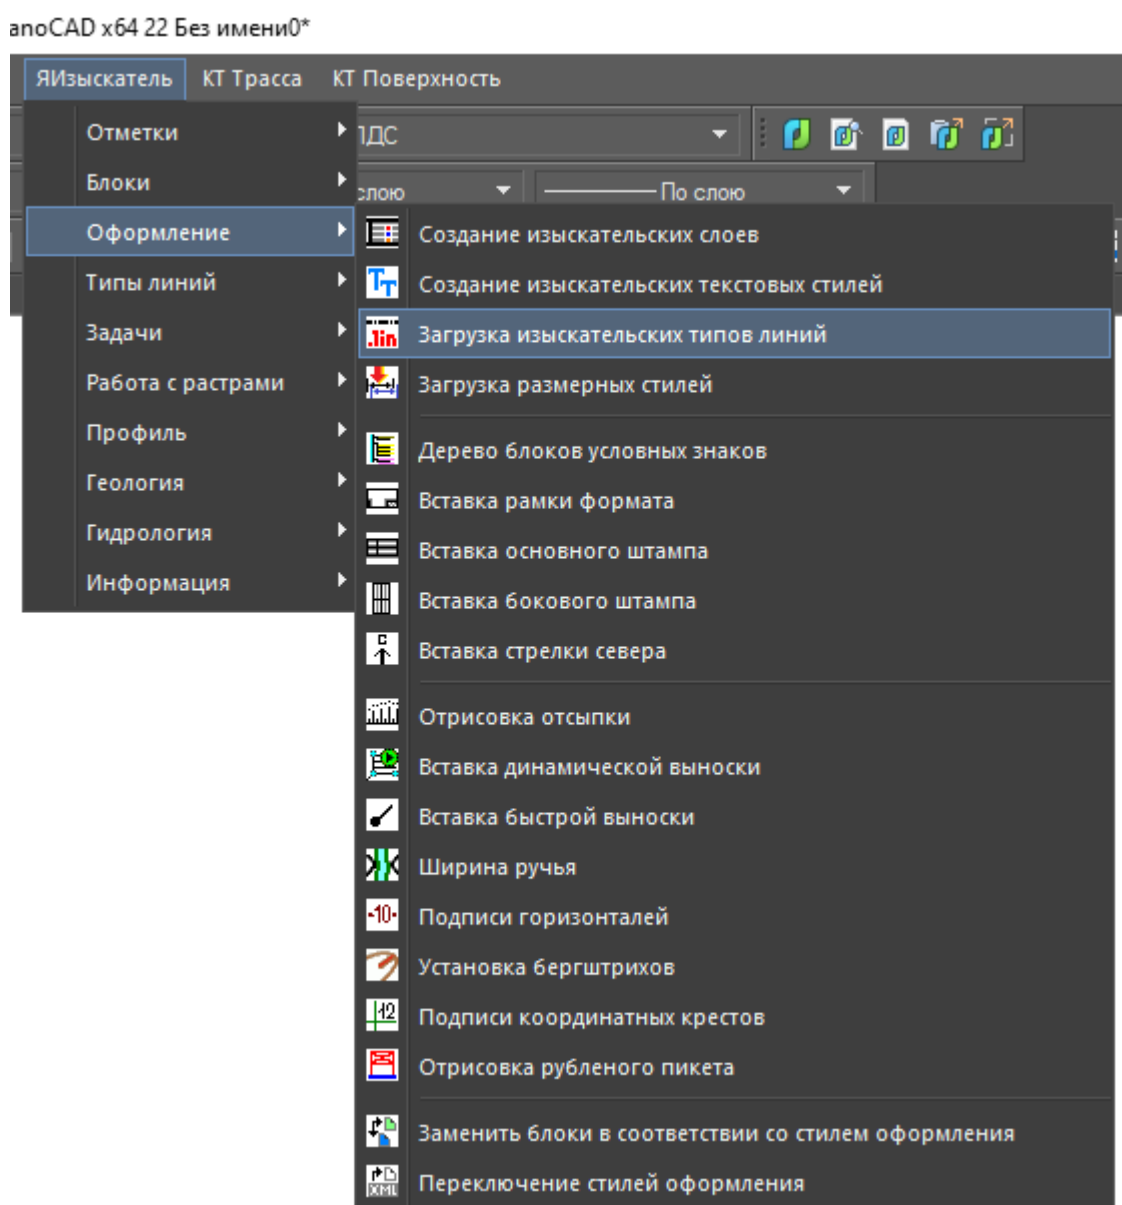 anoCAD x64 22 Без имени0*
ЯИзыскатель КТ Трасса КТ Поверхность
Отметки
ПДС
Блоки
слою По слою
Оформление
Типы линий
Задачи
Работа с растрами
Профиль
Геология
Гидрология
Информация
Создание изыскательских слоев
Создание изыскательских текстовых стилей
.lin Загрузка изыскательских типов линий
Загрузка размерных стилей
Дерево блоков условных знаков
Вставка рамки формата
Вставка основного штампа
Вставка бокового штампа
С Вставка стрелки севера
Отрисовка отсыпки
Вставка динамической выноски
Вставка быстрой выноски
Ширина ручья
-10- Подписи горизонталей
Установка бергштрихов
12 Подписи координатных крестов
Отрисовка рубленого пикета
Заменить блоки в соответствии со стилем оформления
XML Переключение стилей оформления